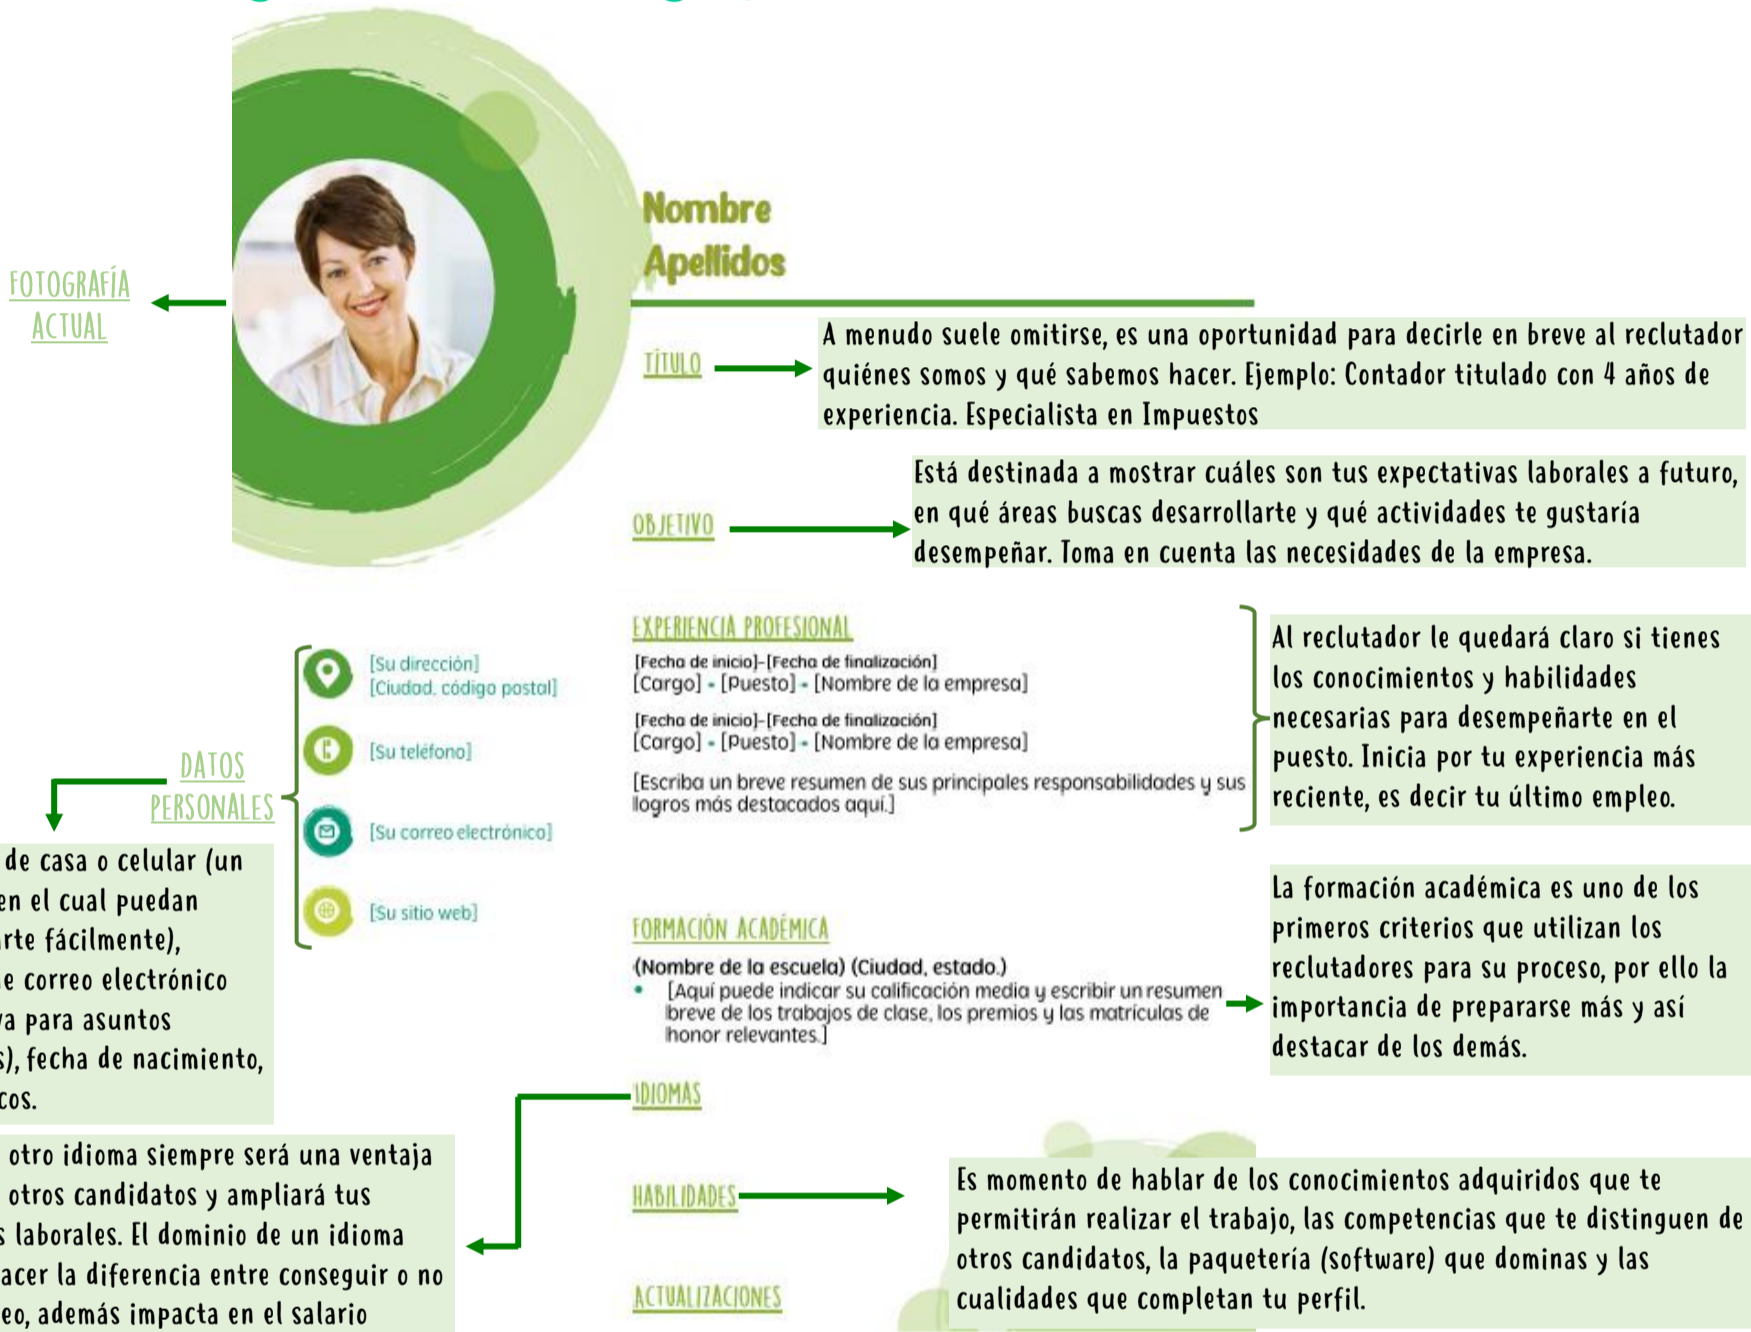 Nombre
Apellidos
FOTOGRAFÍA
ACTUAL
TÍTULO
A menudo suele omitirse, es una oportunidad para decirle en breve al reclutador
quiénes somos y qué sabemos hacer. Ejemplo: Contador titulado con 4 años de
experiencia. Especialista en Impuestos
OBJETIVO
Está destinada a mostrar cuáles son tus expectativas laborales a futuro,
en qué áreas buscas desarrollarte y qué actividades te gustaría
desempeñar. Toma en cuenta las necesidades de la empresa.
DATOS
PERSONALES
[Su dirección]
[Ciudad, código postal]
[Su teléfono]
[Su correo electrónico]
[Su sitio web]
de casa o celular (un
en el cual puedan
fácilmente),
correo electrónico
para asuntos
fecha de nacimiento,
EXPERIENCIA PROFESIONAL
[Fecha de inicio]-[Fecha de finalización]
[Cargo] - [Puesto] - [Nombre de la empresa]
[Fecha de inicio]-[Fecha de finalización]
[Cargo] - [Puesto] - [Nombre de la empresa]
[Escriba un breve resumen de sus principales responsabilidades y sus
logros más destacados aquí.]
Al reclutador le quedará claro si tienes
los conocimientos y habilidades
necesarias para desempeñarte en el
puesto. Inicia por tu experiencia más
reciente, es decir tu último empleo.
FORMACIÓN ACADÉMICA
(Nombre de la escuela) (Ciudad, estado.)
• [Aquí puede indicar su calificación media y escribir un resumen
breve de los trabajos de clase, los premios y las matrículas de
honor relevantes.]
La formación académica es uno de los
primeros criterios que utilizan los
reclutadores para su proceso, por ello la
importancia de prepararse más y así
destacar de los demás.
IDIOMAS
otro idioma siempre será una ventaja
otros candidatos y ampliará tus
laborales. El dominio de un idioma
la diferencia entre conseguir o no
además impacta en el salario
HABILIDADES
Es momento de hablar de los conocimientos adquiridos que te
permitirán realizar el trabajo, las competencias que te distinguen de
otros candidatos, la paquetería (software) que dominas y las
cualidades que completan tu perfil.
ACTUALIZACIONES